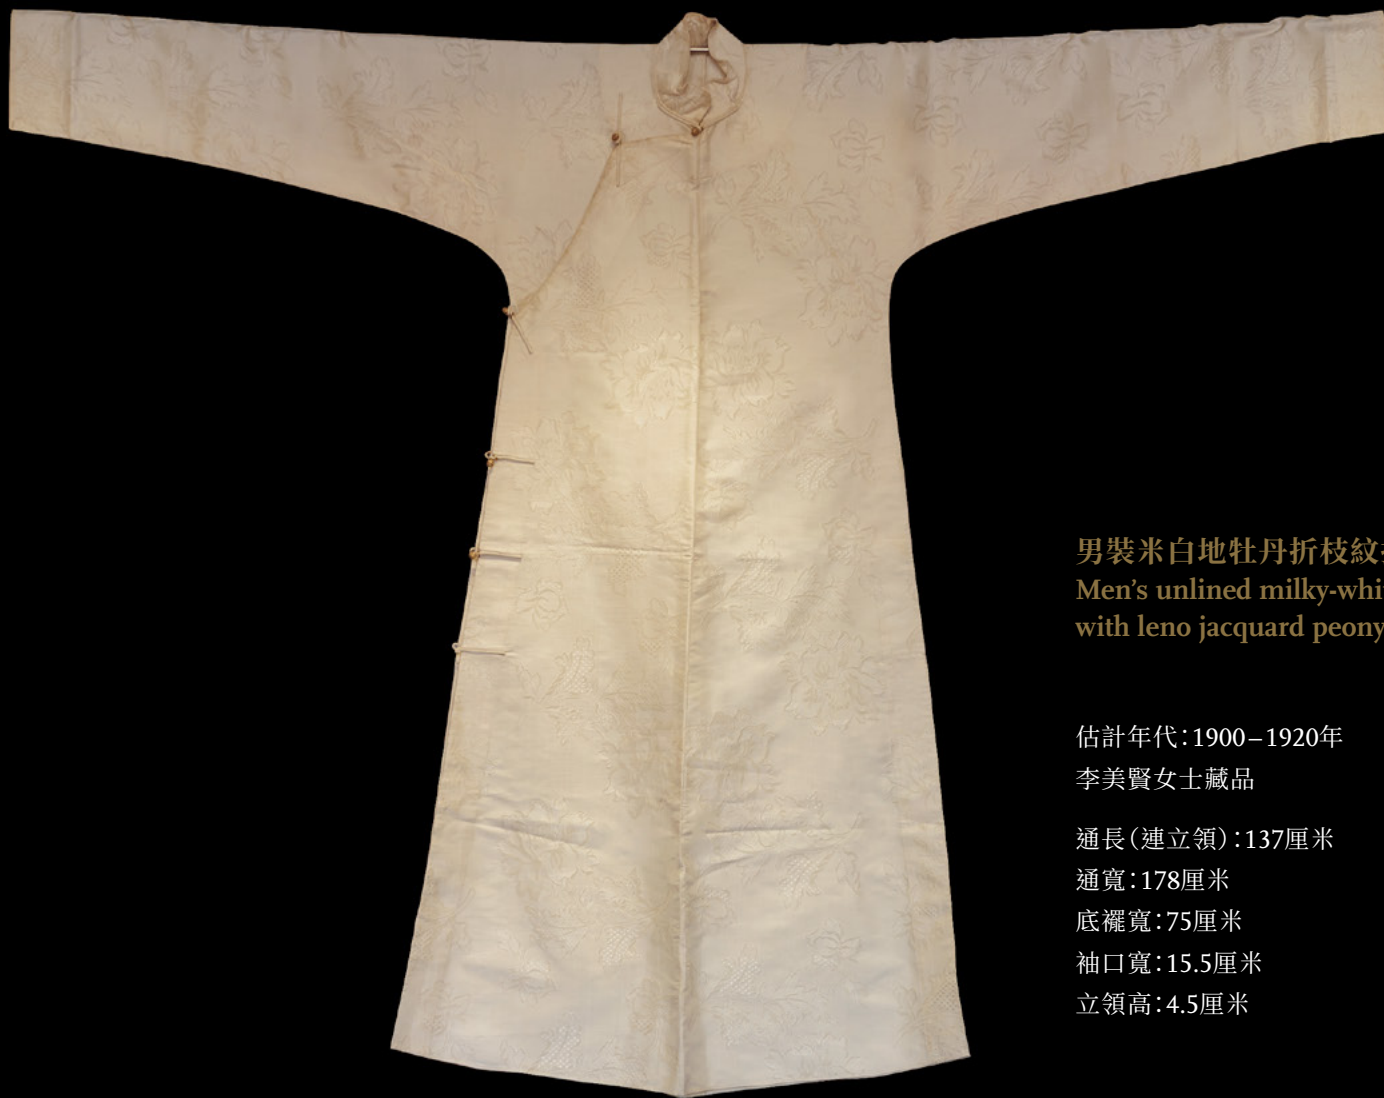 男裝米白地牡丹折枝紋
Men's unlined milky-whi
with leno jacquard peony
估計年代：1900–1920年
李美賢女士藏品
通長（連立領）：137厘米
通寬：178厘米
底襬寬：75厘米
袖口寬：15.5厘米
立領高：4.5厘米